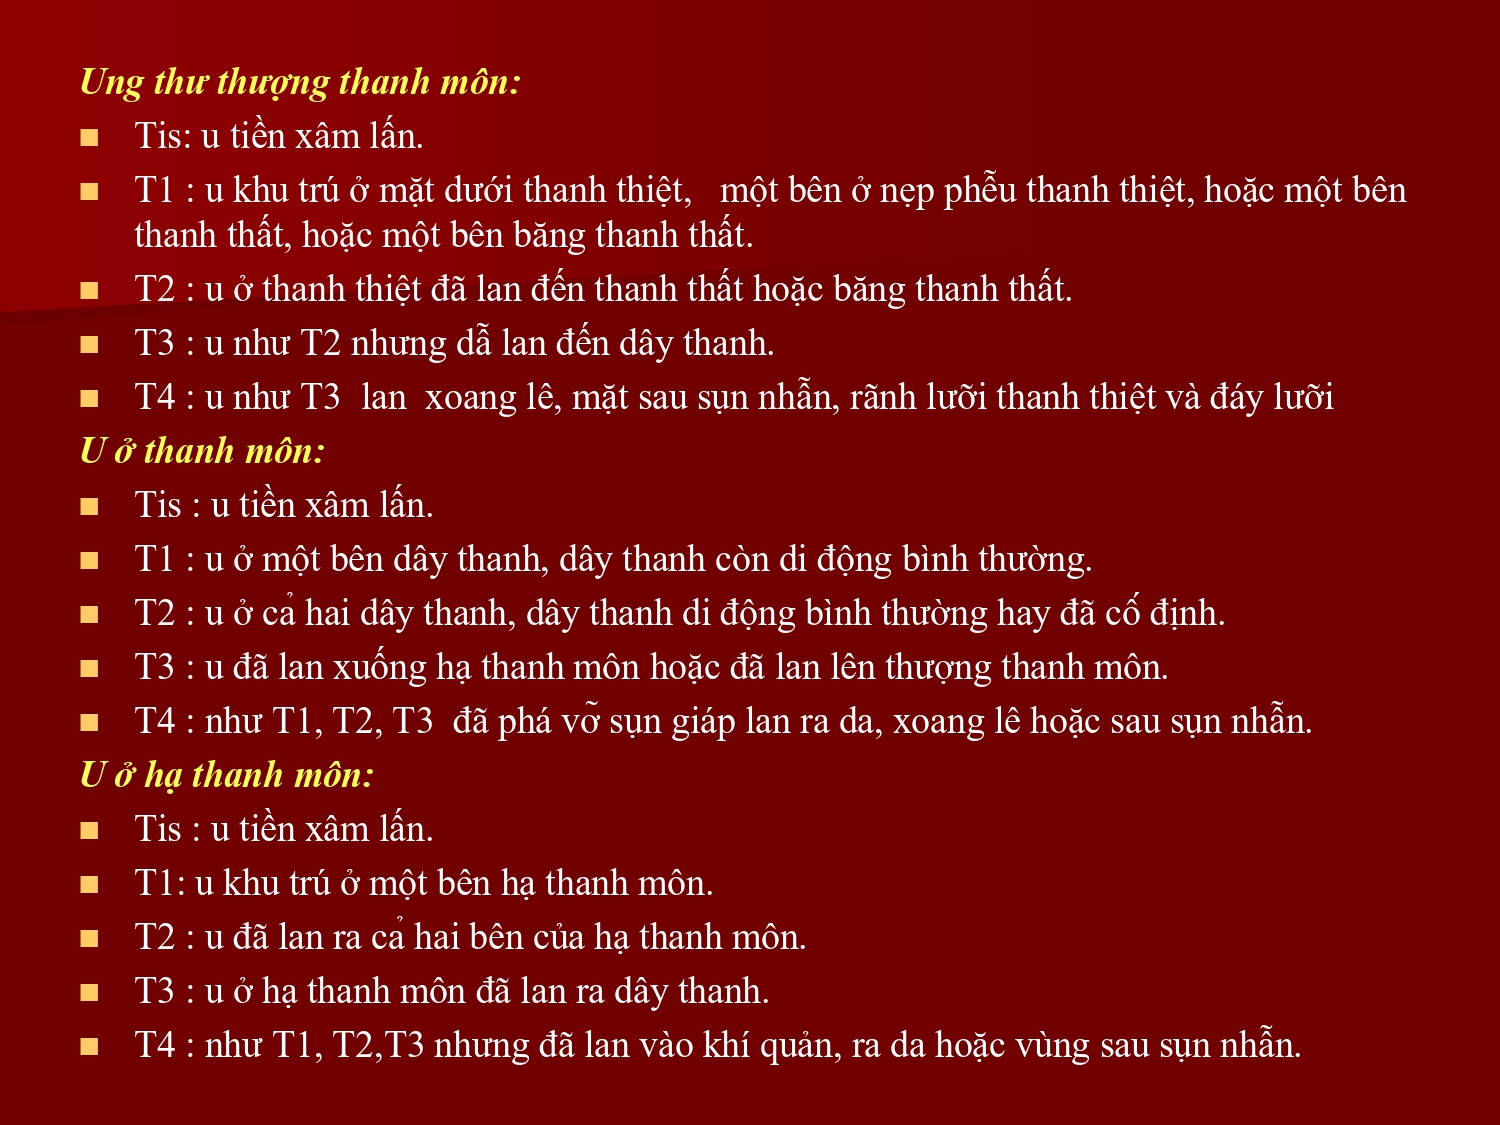 Ung thư thượng thanh môn:
Tis: u tiền xâm lấn.
T1 : u khu trú ở mặt dưới thanh thiệt, một bên ở nẹp phễu thanh thiệt, hoặc một bên
thanh thất, hoặc một bên băng thanh thất.
T2 : u ở thanh thiệt đã lan đến thanh thất hoặc băng thanh thất.
T3 : u như T2 nhưng dẫ lan đến dây thanh.
T4 : u như T3 lan xoang lê, mặt sau sụn nhẫn, rãnh lưỡi thanh thiệt và đáy lưỡi
U ở thanh môn:
Tis : u tiền xâm lấn.
T1 : u ở một bên dây thanh, dây thanh còn di động bình thường.
T2 : u ở cả hai dây thanh, dây thanh di động bình thường hay đã cố định.
T3 : u đã lan xuống hạ thanh môn hoặc đã lan lên thượng thanh môn.
T4 : như T1, T2, T3 đã phá vỡ sụn giáp lan ra da, xoang lê hoặc sau sụn nhẫn.
U ở hạ thanh môn:
Tis : u tiền xâm lấn.
T1: u khu trú ở một bên hạ thanh môn.
T2 : u đã lan ra cả hai bên của hạ thanh môn.
T3 : u ở hạ thanh môn đã lan ra dây thanh.
T4 : như T1, T2,T3 nhưng đã lan vào khí quản, ra da hoặc vùng sau sụn nhẫn.